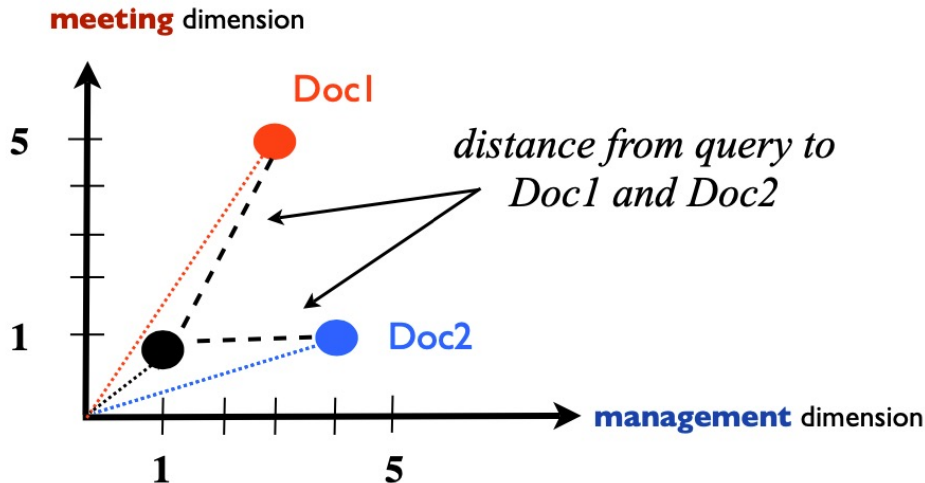 meeting dimension
Doc1
5
distance from query to
Doc1 and Doc2
1
Doc2
management dimension
1
5